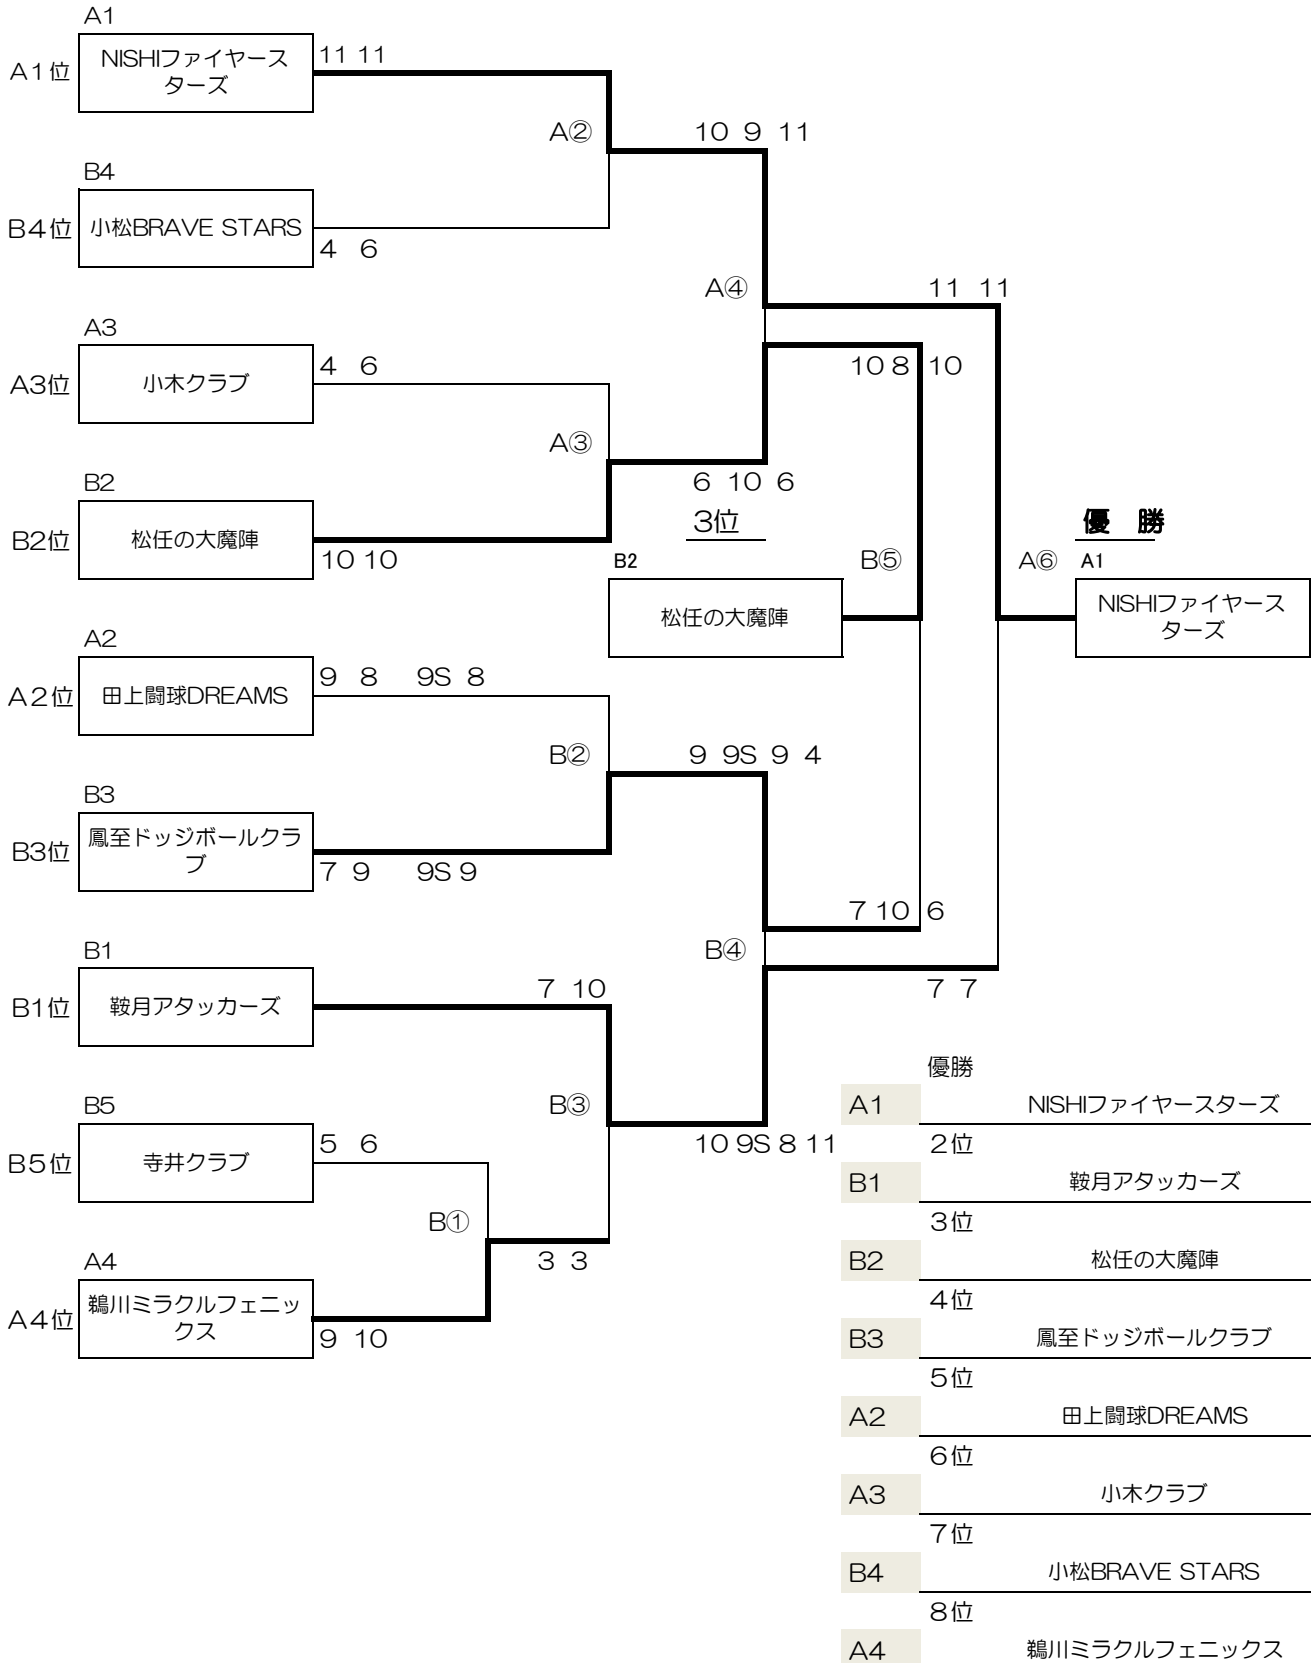 A1
A1位
NISHIファイヤース
ターズ
11 11
A②
10 9 11
B4
B4位
小松BRAVE STARS
4 6
A④
11 11
A3
A3位
小木クラブ
4 6
10 8 10
A③
B2
B2位
松任の大魔陣
10 10
6 10 6
3位
B2
松任の大魔陣
B⑤
優 勝
A⑥
A1
NISHIファイヤース
ターズ
A2
A2位
田上闘球DREAMS
9 8 9S 8
B②
9 9S 9 4
B3
B3位
鳳至ドッジボールクラ
ブ
7 9 9S 9
7 10 6
B④
B1
B1位
鞍月アタッカーズ
7 10
7 7
B③
10 9S 8 11
B5
B5位
寺井クラブ
5 6
B①
3 3
A4
A4位
鵜川ミラクルフェニッ
クス
9 10
優勝
A1 NISHIファイヤースターズ
2位
B1 鞍月アタッカーズ
3位
B2 松任の大魔陣
4位
B3 鳳至ドッジボールクラブ
5位
A2 田上闘球DREAMS
6位
A3 小木クラブ
7位
B4 小松BRAVE STARS
8位
A4 鵜川ミラクルフェニックス